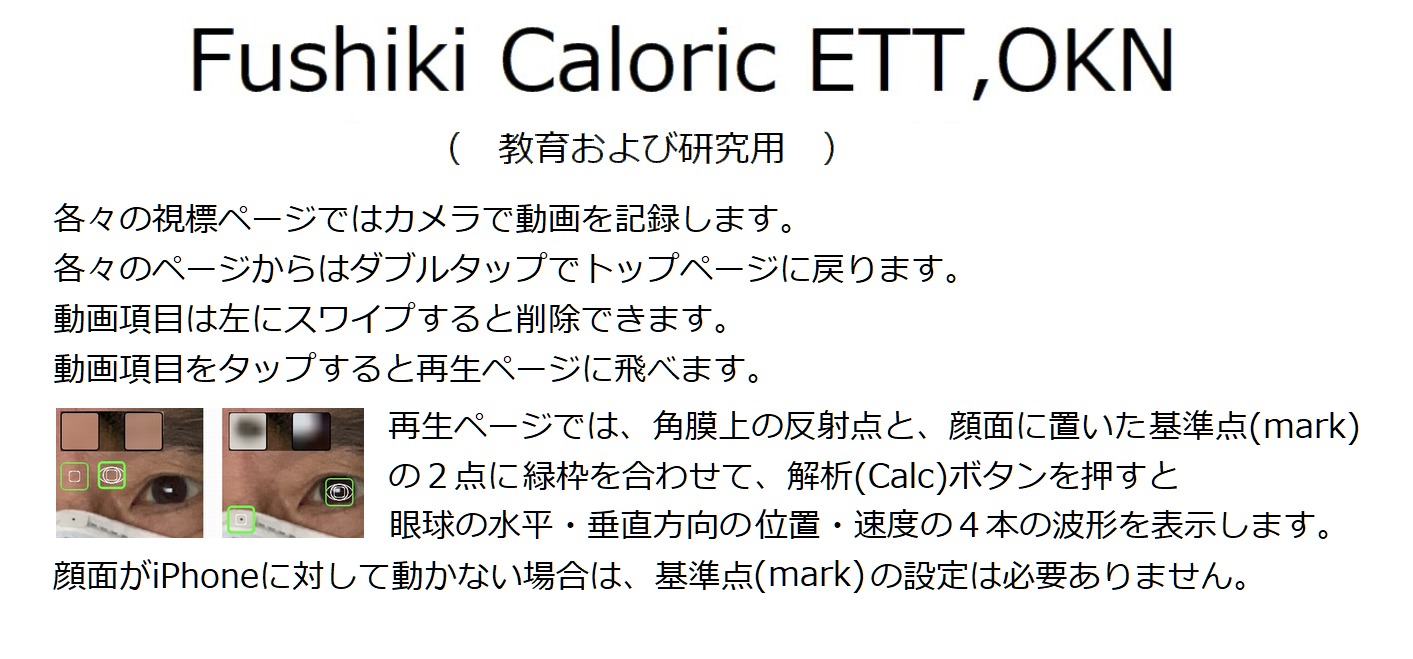 Fushiki Caloric ETT,OKN
（　教育および研究用　）
各々の視標ページではカメラで動画を記録します。
各々のページからはダブルタップでトップページに戻ります。
動画項目は左にスワイプすると削除できます。
動画項目をタップすると再生ページに飛べます。
再生ページでは、角膜上の反射点と、顔面に置いた基準点(mark)
の２点に緑枠を合わせて、解析(Calc)ボタンを押すと
眼球の水平・垂直方向の位置・速度の４本の波形を表示します。
顔面がiPhoneに対して動かない場合は、基準点(mark)の設定は必要ありません。